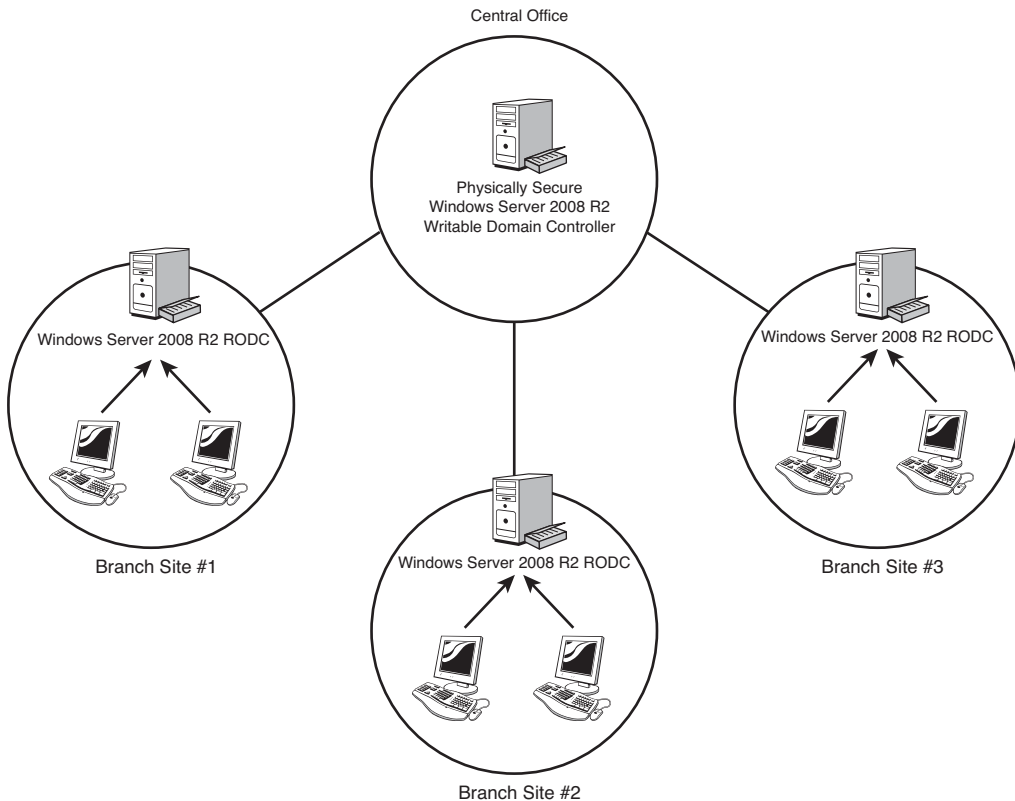 Central Office
Physically Secure
Windows Server 2008 R2
Writable Domain Controller
Windows Server 2008 R2 RODC
Branch Site #1
Windows Server 2008 R2 RODC
Branch Site #3
Windows Server 2008 R2 RODC
Branch Site #2